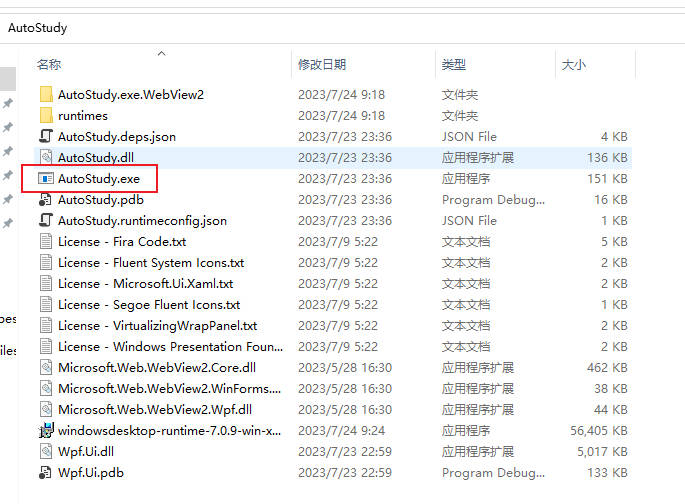 AutoStudy
名称 修改日期 类型 大小
AutoStudy.exe.WebView2 2023/7/24 9:18 文件夹
runtimes 2023/7/24 9:18 文件夹
AutoStudy.deps.json 2023/7/23 23:36 JSON File 4 KB
AutoStudy.dll 2023/7/23 23:36 应用程序扩展 136 KB
AutoStudy.exe 2023/7/23 23:36 应用程序 151 KB
AutoStudy.pdb 2023/7/23 23:36 Program Debug... 16 KB
AutoStudy.runtimeconfig.json 2023/7/23 23:36 JSON File 1 KB
License - Fira Code.txt 2023/7/9 5:22 文本文档 5 KB
License - Fluent System Icons.txt 2023/7/9 5:22 文本文档 2 KB
License - Microsoft.Ui.Xaml.txt 2023/7/9 5:22 文本文档 2 KB
License - Segoe Fluent Icons.txt 2023/7/9 5:22 文本文档 1 KB
License - VirtualizingWrapPanel.txt 2023/7/9 5:22 文本文档 2 KB
License - Windows Presentation Foun... 2023/7/9 5:22 文本文档 2 KB
Microsoft.Web.WebView2.Core.dll 2023/5/28 16:30 应用程序扩展 462 KB
Microsoft.Web.WebView2.WinForms.... 2023/5/28 16:30 应用程序扩展 38 KB
Microsoft.Web.WebView2.Wpf.dll 2023/5/28 16:30 应用程序扩展 44 KB
windowsdesktop-runtime-7.0.9-win-x... 2023/7/24 9:24 应用程序 56,405 KB
Wpf.Ui.dll 2023/7/23 22:59 应用程序扩展 5,017 KB
Wpf.Ui.pdb 2023/7/23 22:59 Program Debug... 133 KB